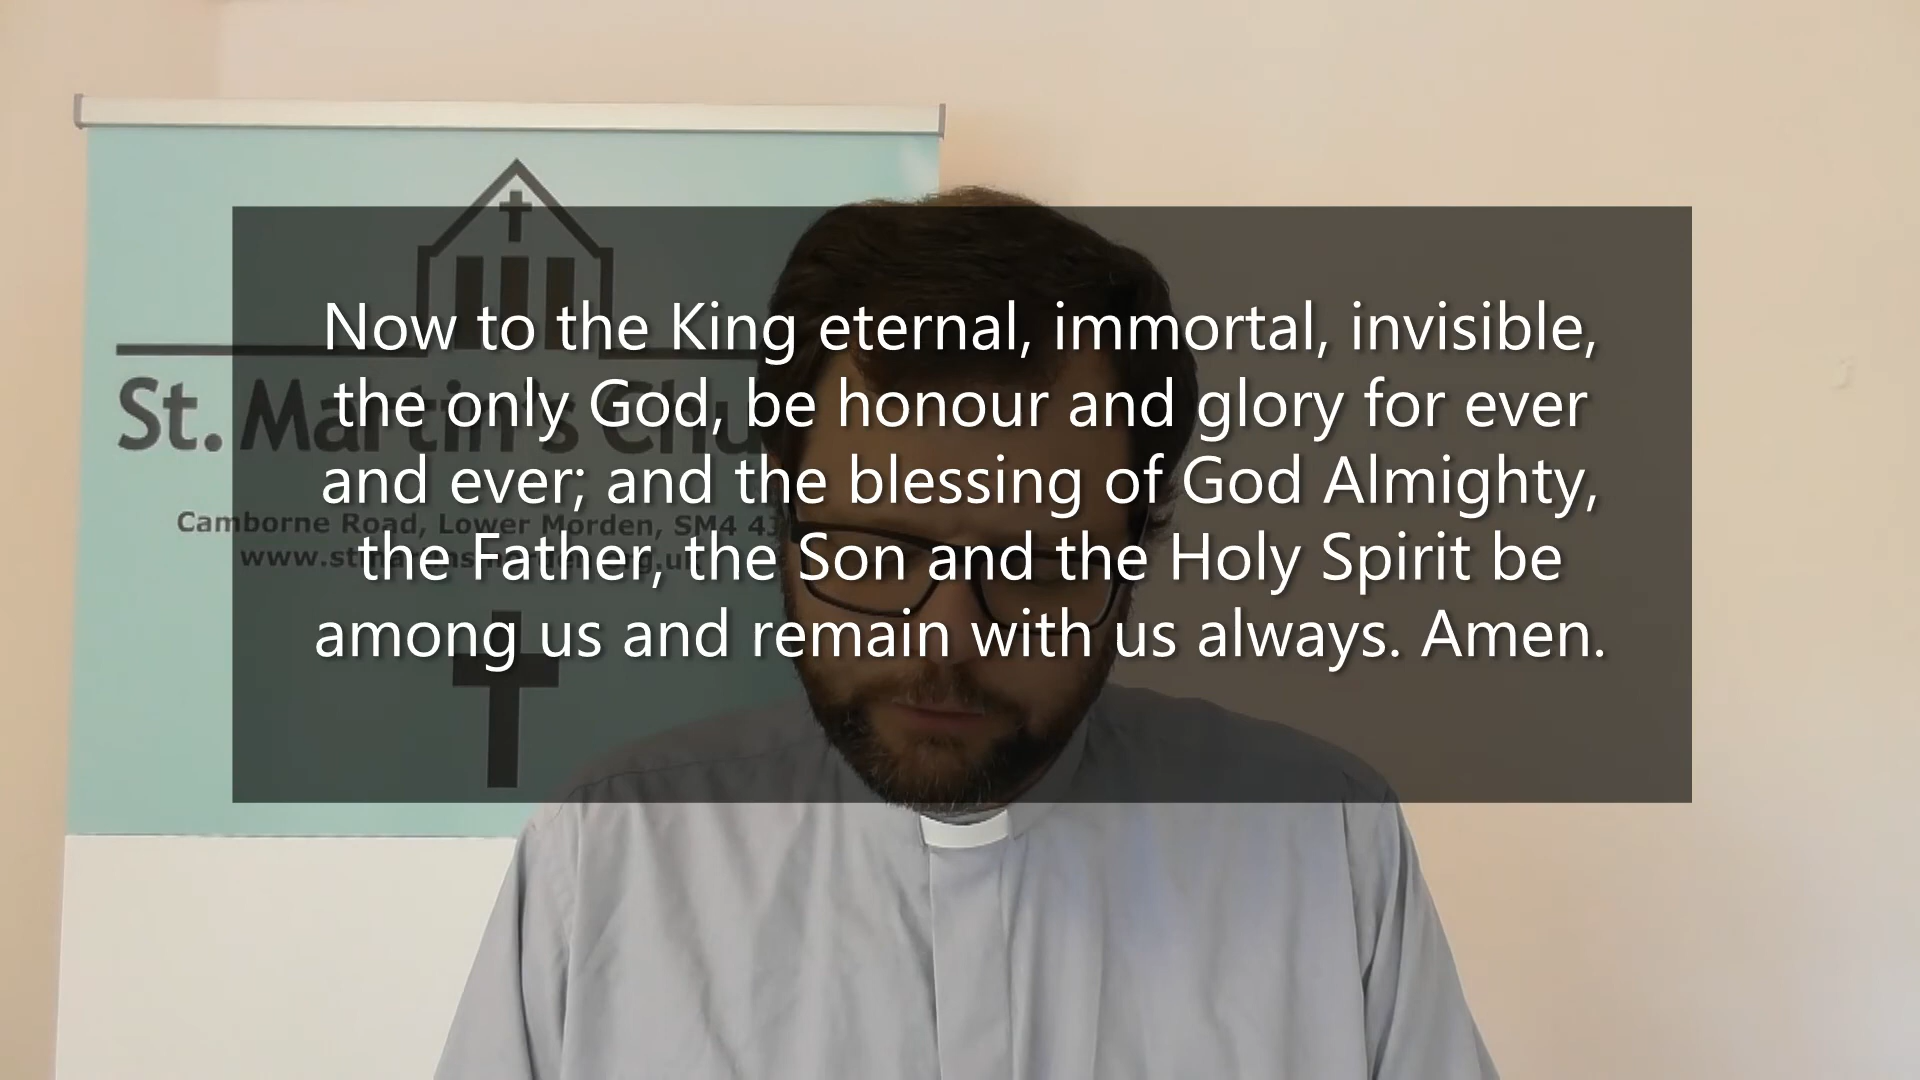 Now to the King eternal, immortal, invisible,
the only God, be honour and glory for ever
and ever; and the blessing of God Almighty,
the Father, the Son and the Holy Spirit be
among us and remain with us always. Amen.
St. Martin's
Camborne Road, Lower Morden, SM4